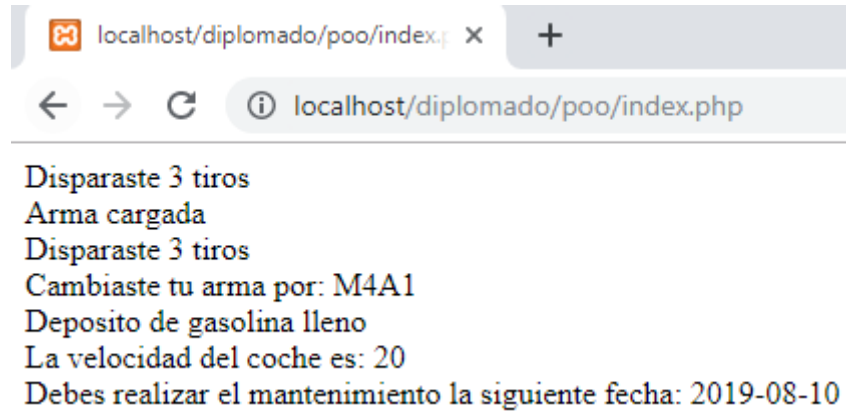 localhost/diplomado/poo/index.p
localhost/diplomado/poo/index.php
Disparaste 3 tiros
Arma cargada
Disparaste 3 tiros
Cambiaste tu arma por: M4A1
Deposito de gasolina lleno
La velocidad del coche es: 20
Debes realizar el mantenimiento la siguiente fecha: 2019-08-10